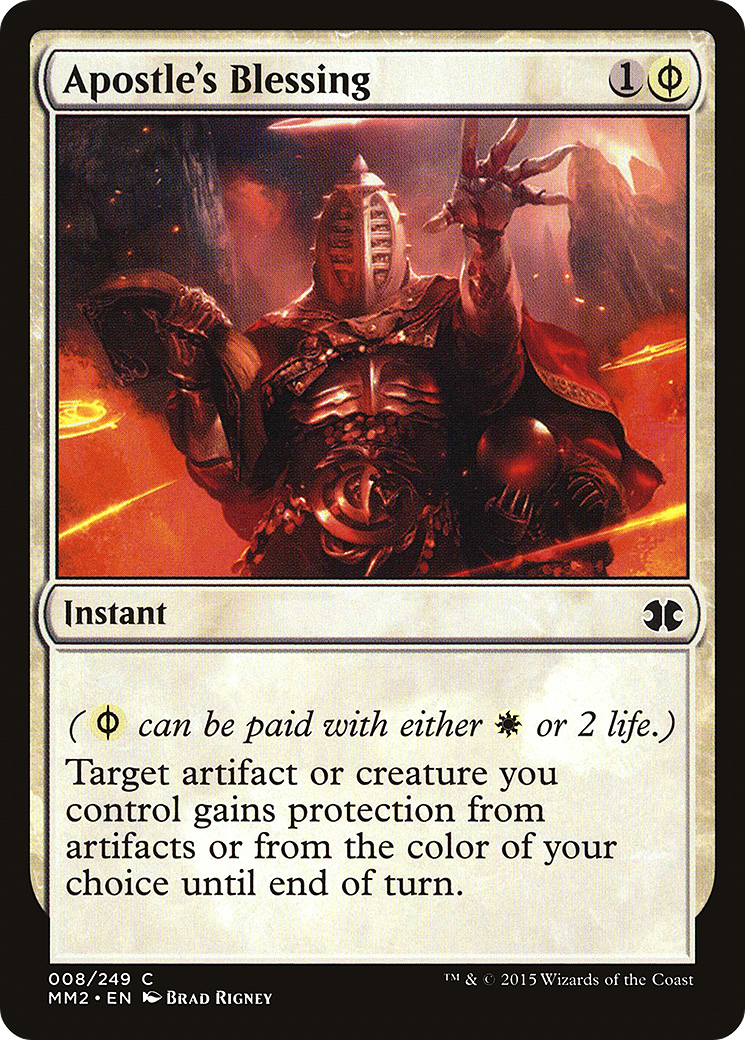 Apostle's Blessing 1
Instant
( can be paid with either or 2 life.)
Target artifact or creature you
control gains protection from
artifacts or from the color of your
choice until end of turn.
008/249 C
MM2 • EN Brad Rigney
™ & © 2015 Wizards of the Coast